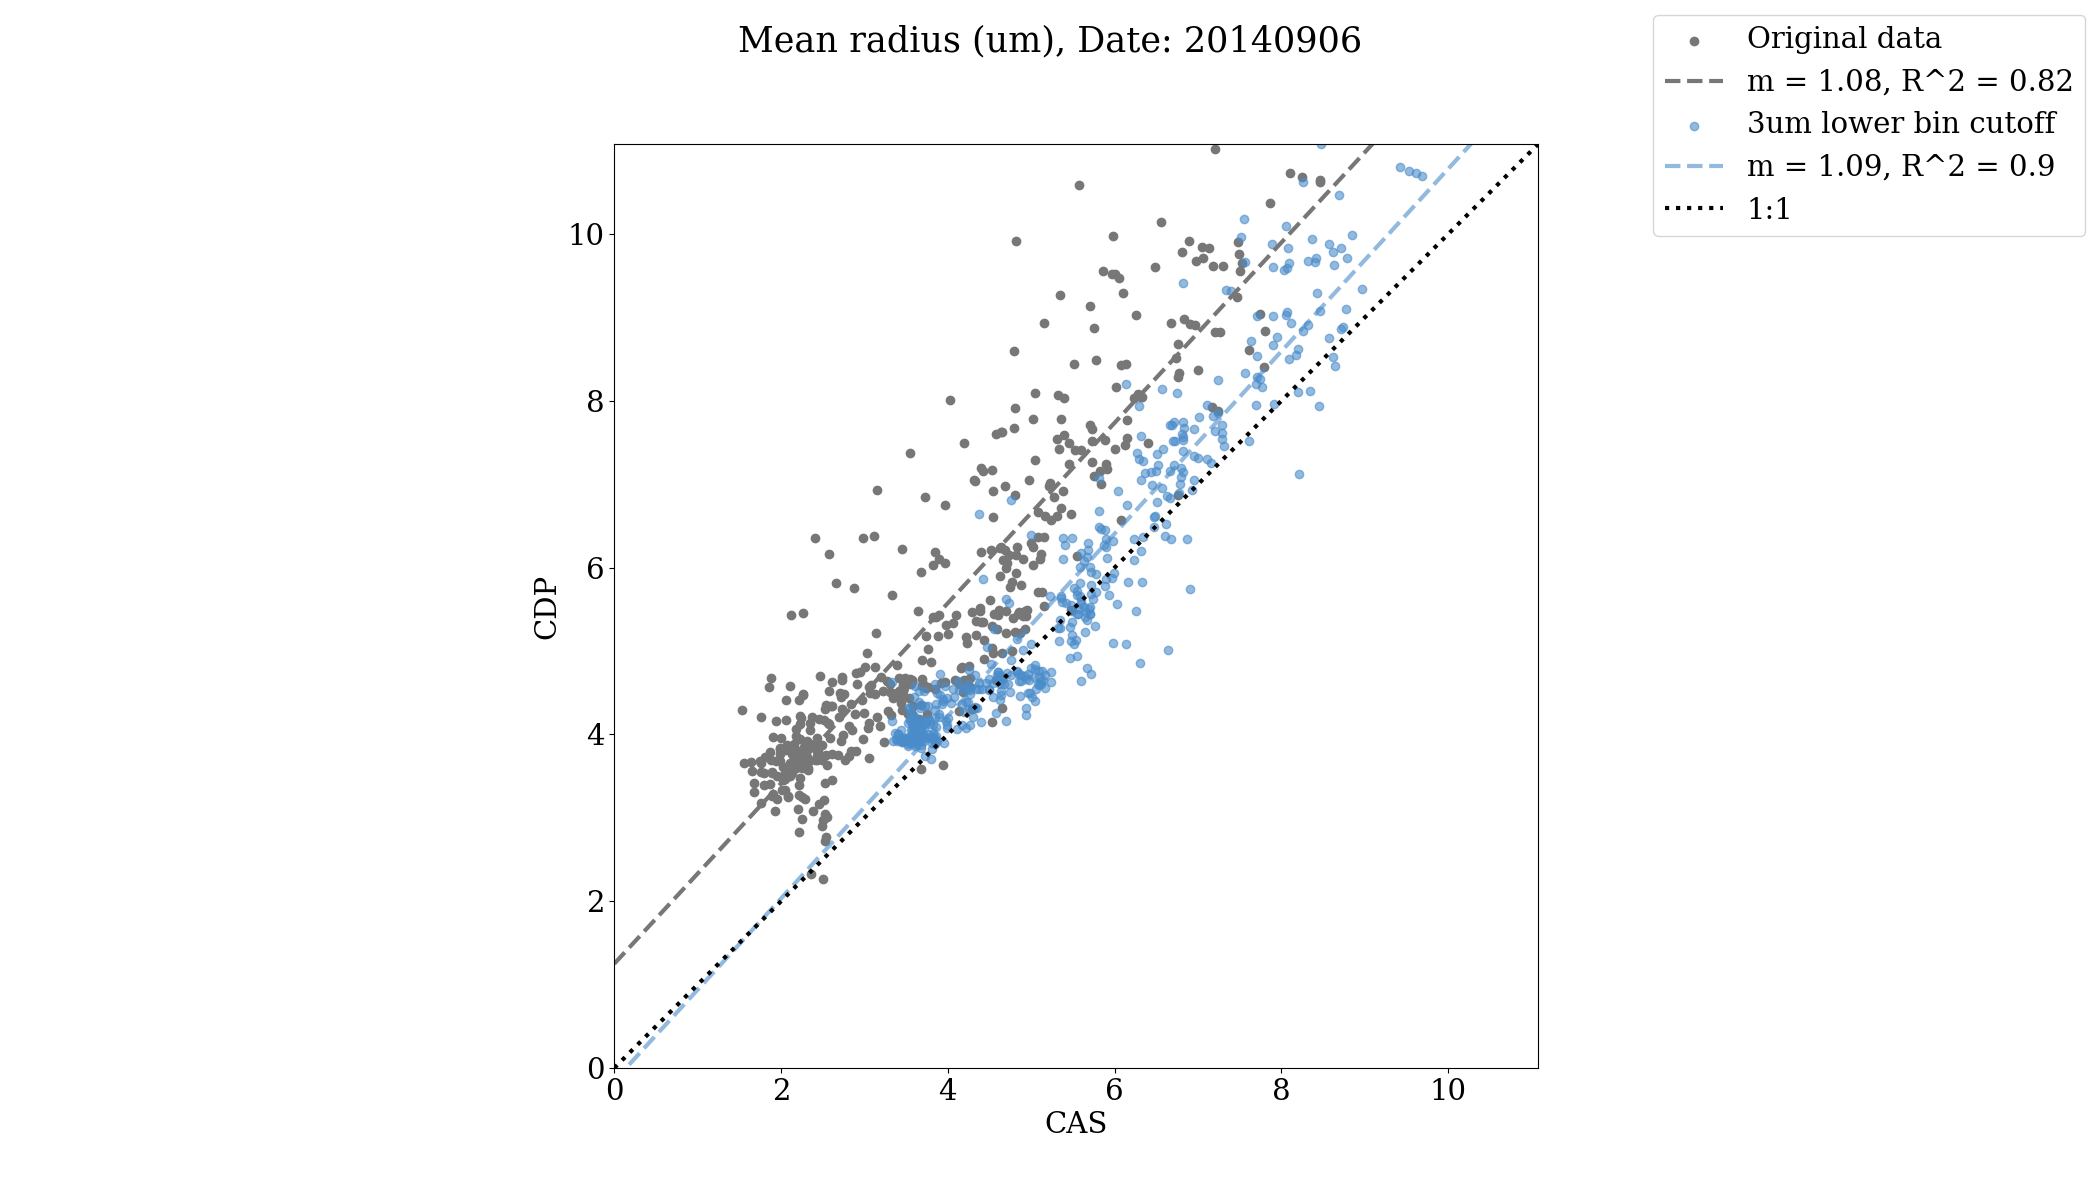 Mean radius (um), Date: 20140906
Original data
m = 1.08, R^2 = 0.82
3um lower bin cutoff
m = 1.09, R^2 = 0.9
1:1
10
8
6
4
2
0
CDP
0 2 4 6 8 10
CAS